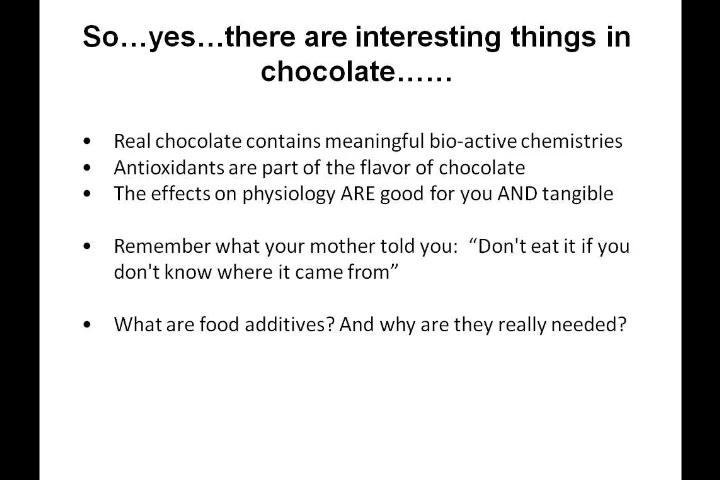 So…yes…there are interesting things in
chocolate……
• Real chocolate contains meaningful bio-active chemistries
• Antioxidants are part of the flavor of chocolate
• The effects on physiology ARE good for you AND tangible
• Remember what your mother told you:  “Don't eat it if you
don't know where it came from”
• What are food additives? And why are they really needed?